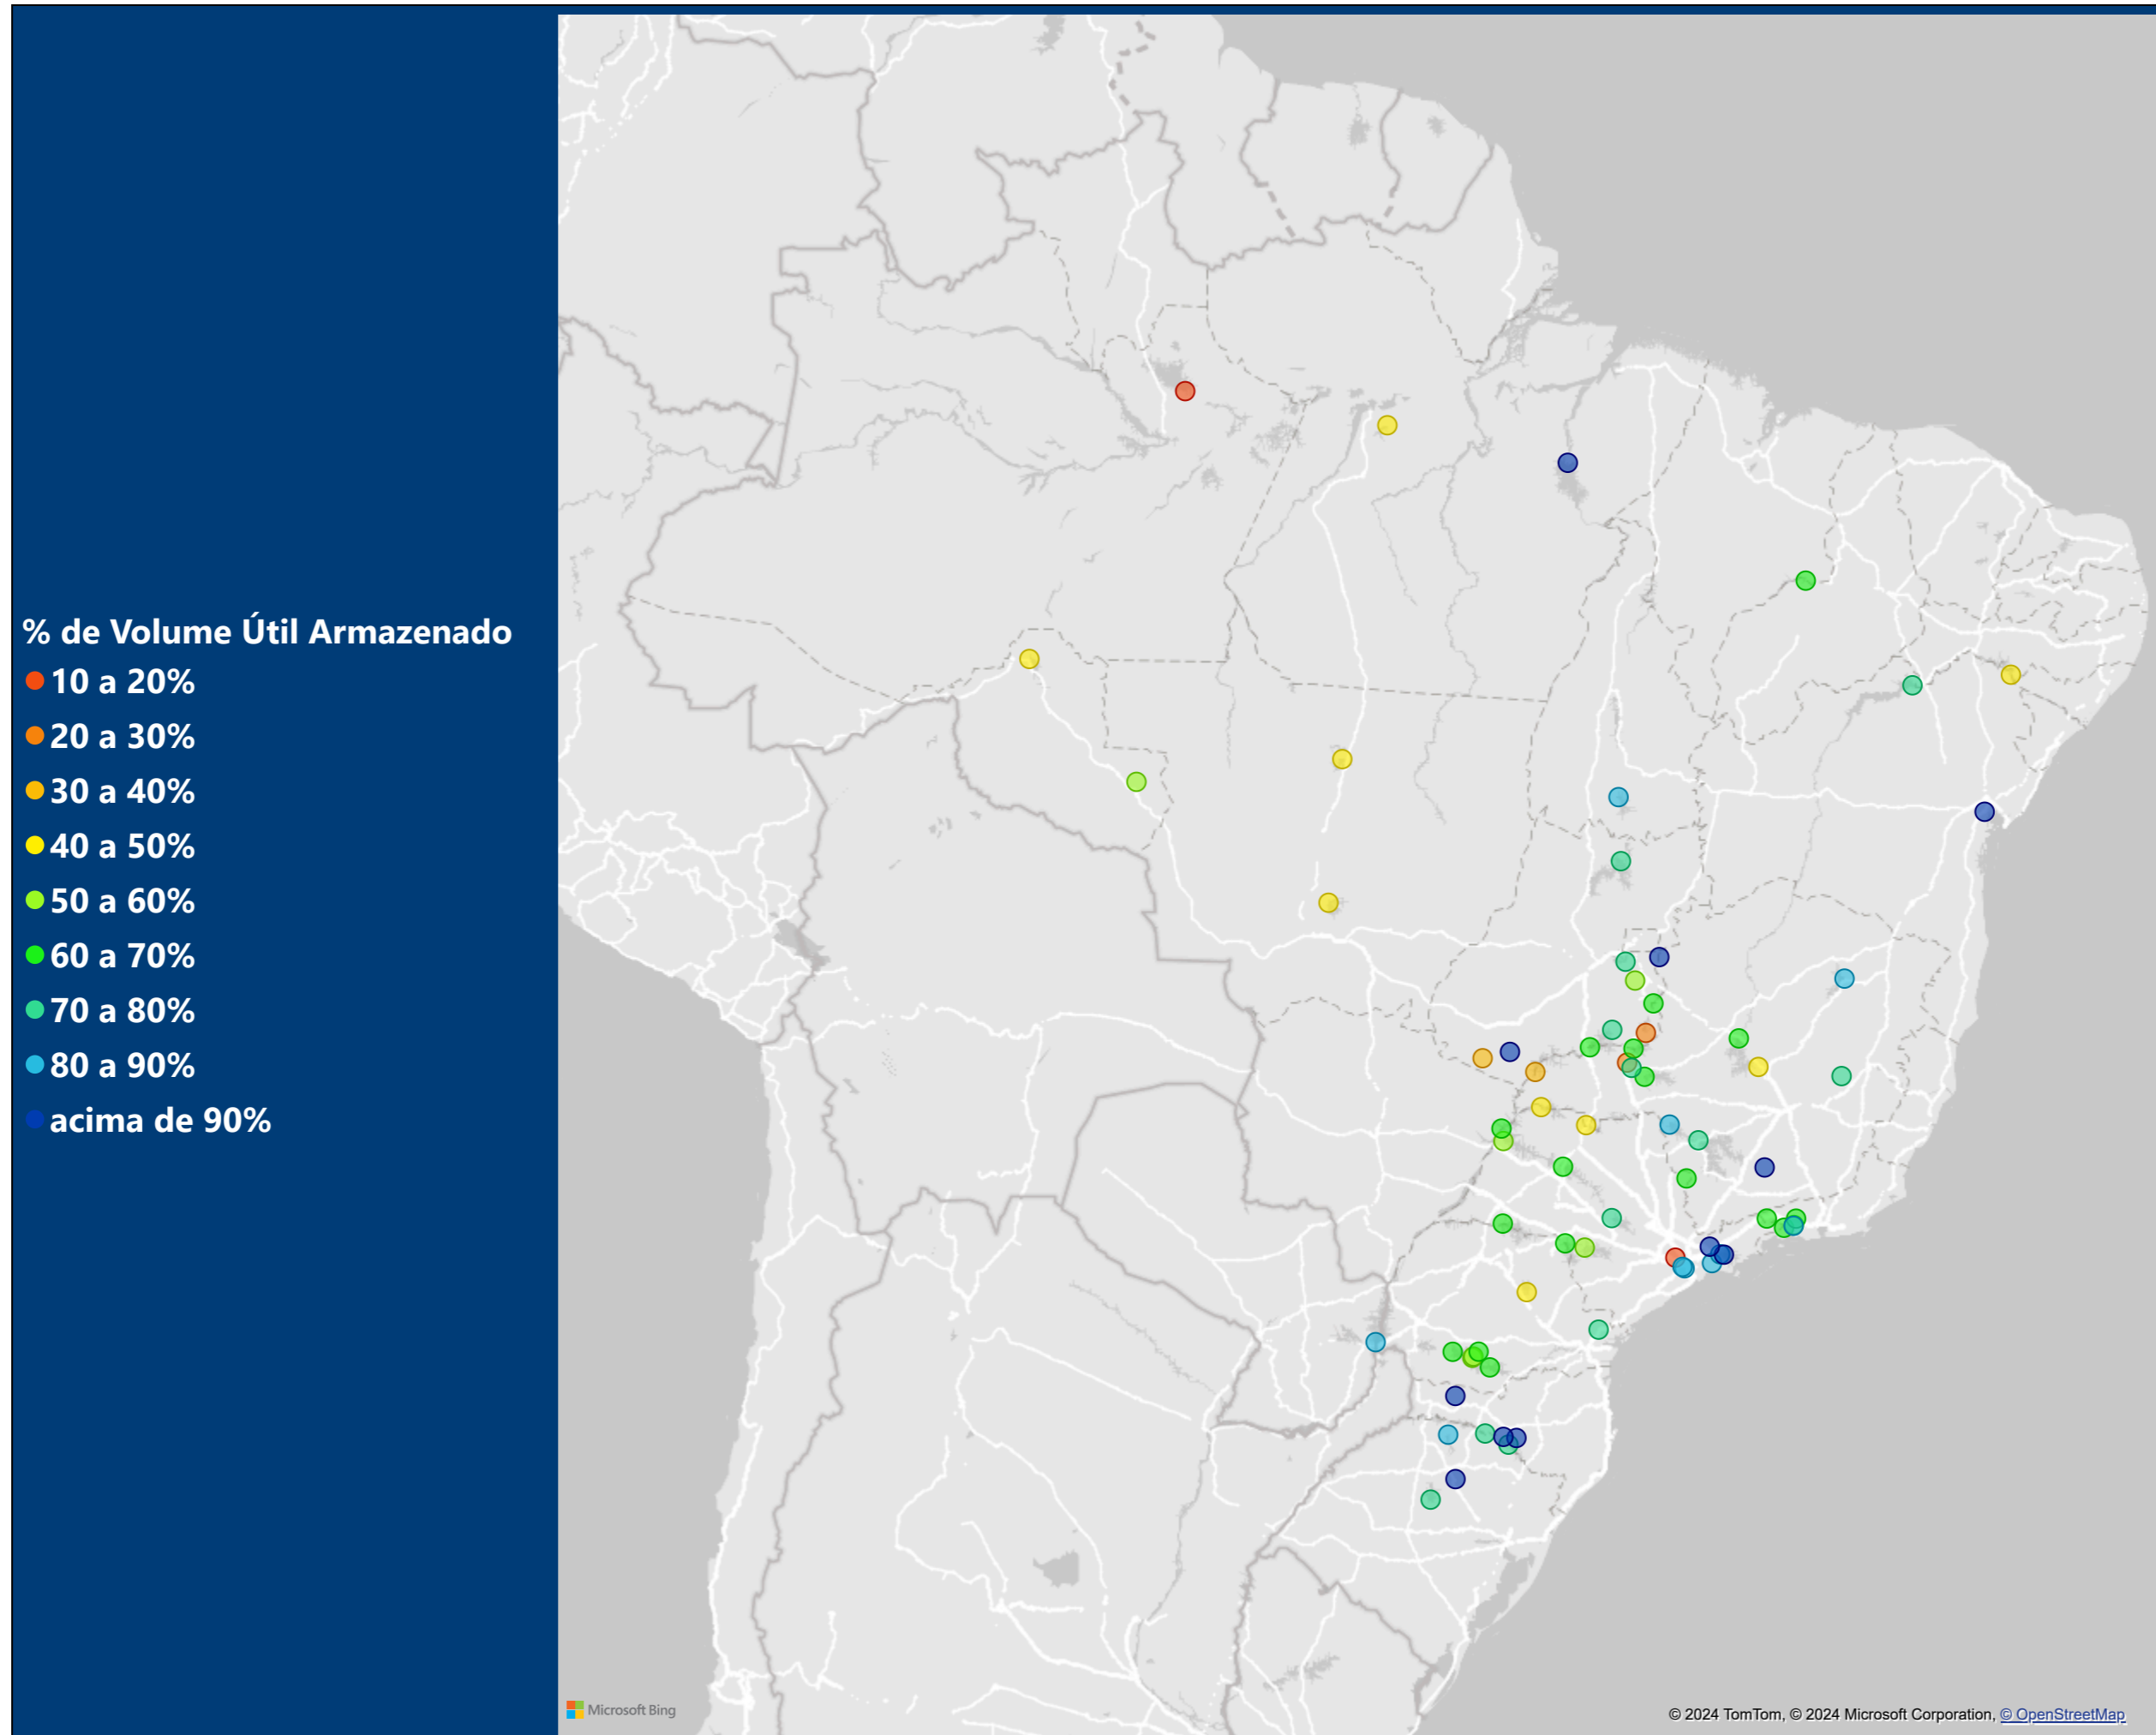 % de Volume Útil Armazenado
10 a 20%
20 a 30%
30 a 40%
40 a 50%
50 a 60%
60 a 70%
70 a 80%
80 a 90%
acima de 90%
Microsoft Bing
© 2024 TomTom, © 2024 Microsoft Corporation, © OpenStreetMap